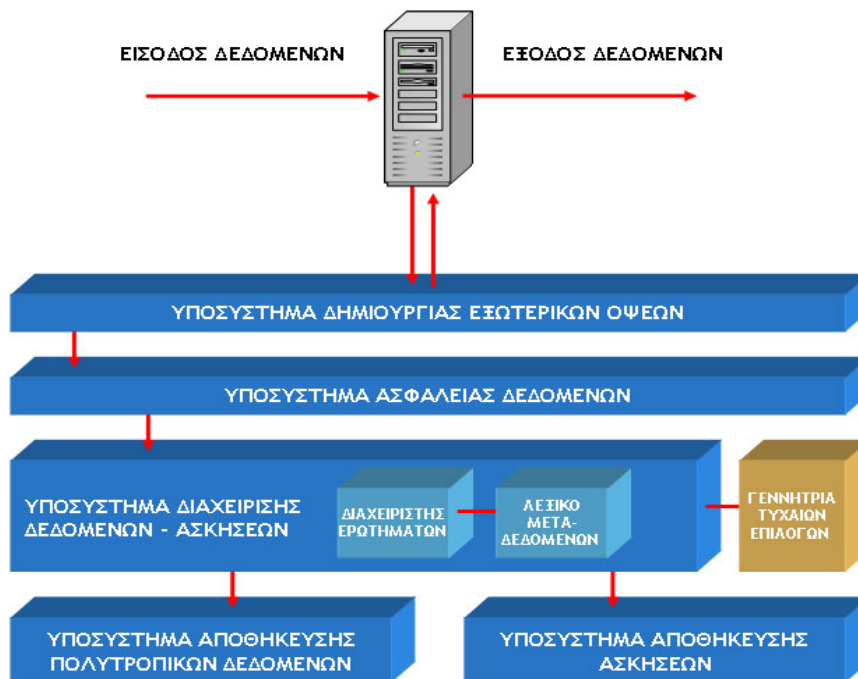 ΕΙΣΟΔΟΣ ΔΕΔΟΜΕΝΩΝ
ΕΞΟΔΟΣ ΔΕΔΟΜΕΝΩΝ
ΥΠΟΣΥΣΤΗΜΑ ΔΗΜΙΟΥΡΓΙΑΣ ΕΞΩΤΕΡΙΚΩΝ ΟΨΕΩΝ
ΥΠΟΣΥΣΤΗΜΑ ΑΣΦΑΛΕΙΑΣ ΔΕΔΟΜΕΝΩΝ
ΥΠΟΣΥΣΤΗΜΑ ΔΙΑΧΕΙΡΙΣΗΣ
ΔΕΔΟΜΕΝΩΝ - ΑΣΚΗΣΕΩΝ
ΔΙΑΧΕΙΡΙΣΤΗΣ
ΕΡΩΤΗΜΑΤΩΝ
ΛΕΞΙΚΟ
ΜΕΤΑ-
ΔΕΔΟΜΕΝΩΝ
ΓΕΝΝΗΤΡΙΑ
ΤΥΧΑΙΩΝ
ΕΠΙΛΟΓΩΝ
ΥΠΟΣΥΣΤΗΜΑ ΑΠΟΘΗΚΕΥΣΗΣ
ΠΟΛΥΤΡΟΠΙΚΩΝ ΔΕΔΟΜΕΝΩΝ
ΥΠΟΣΥΣΤΗΜΑ ΑΠΟΘΗΚΕΥΣΗΣ
ΑΣΚΗΣΕΩΝ